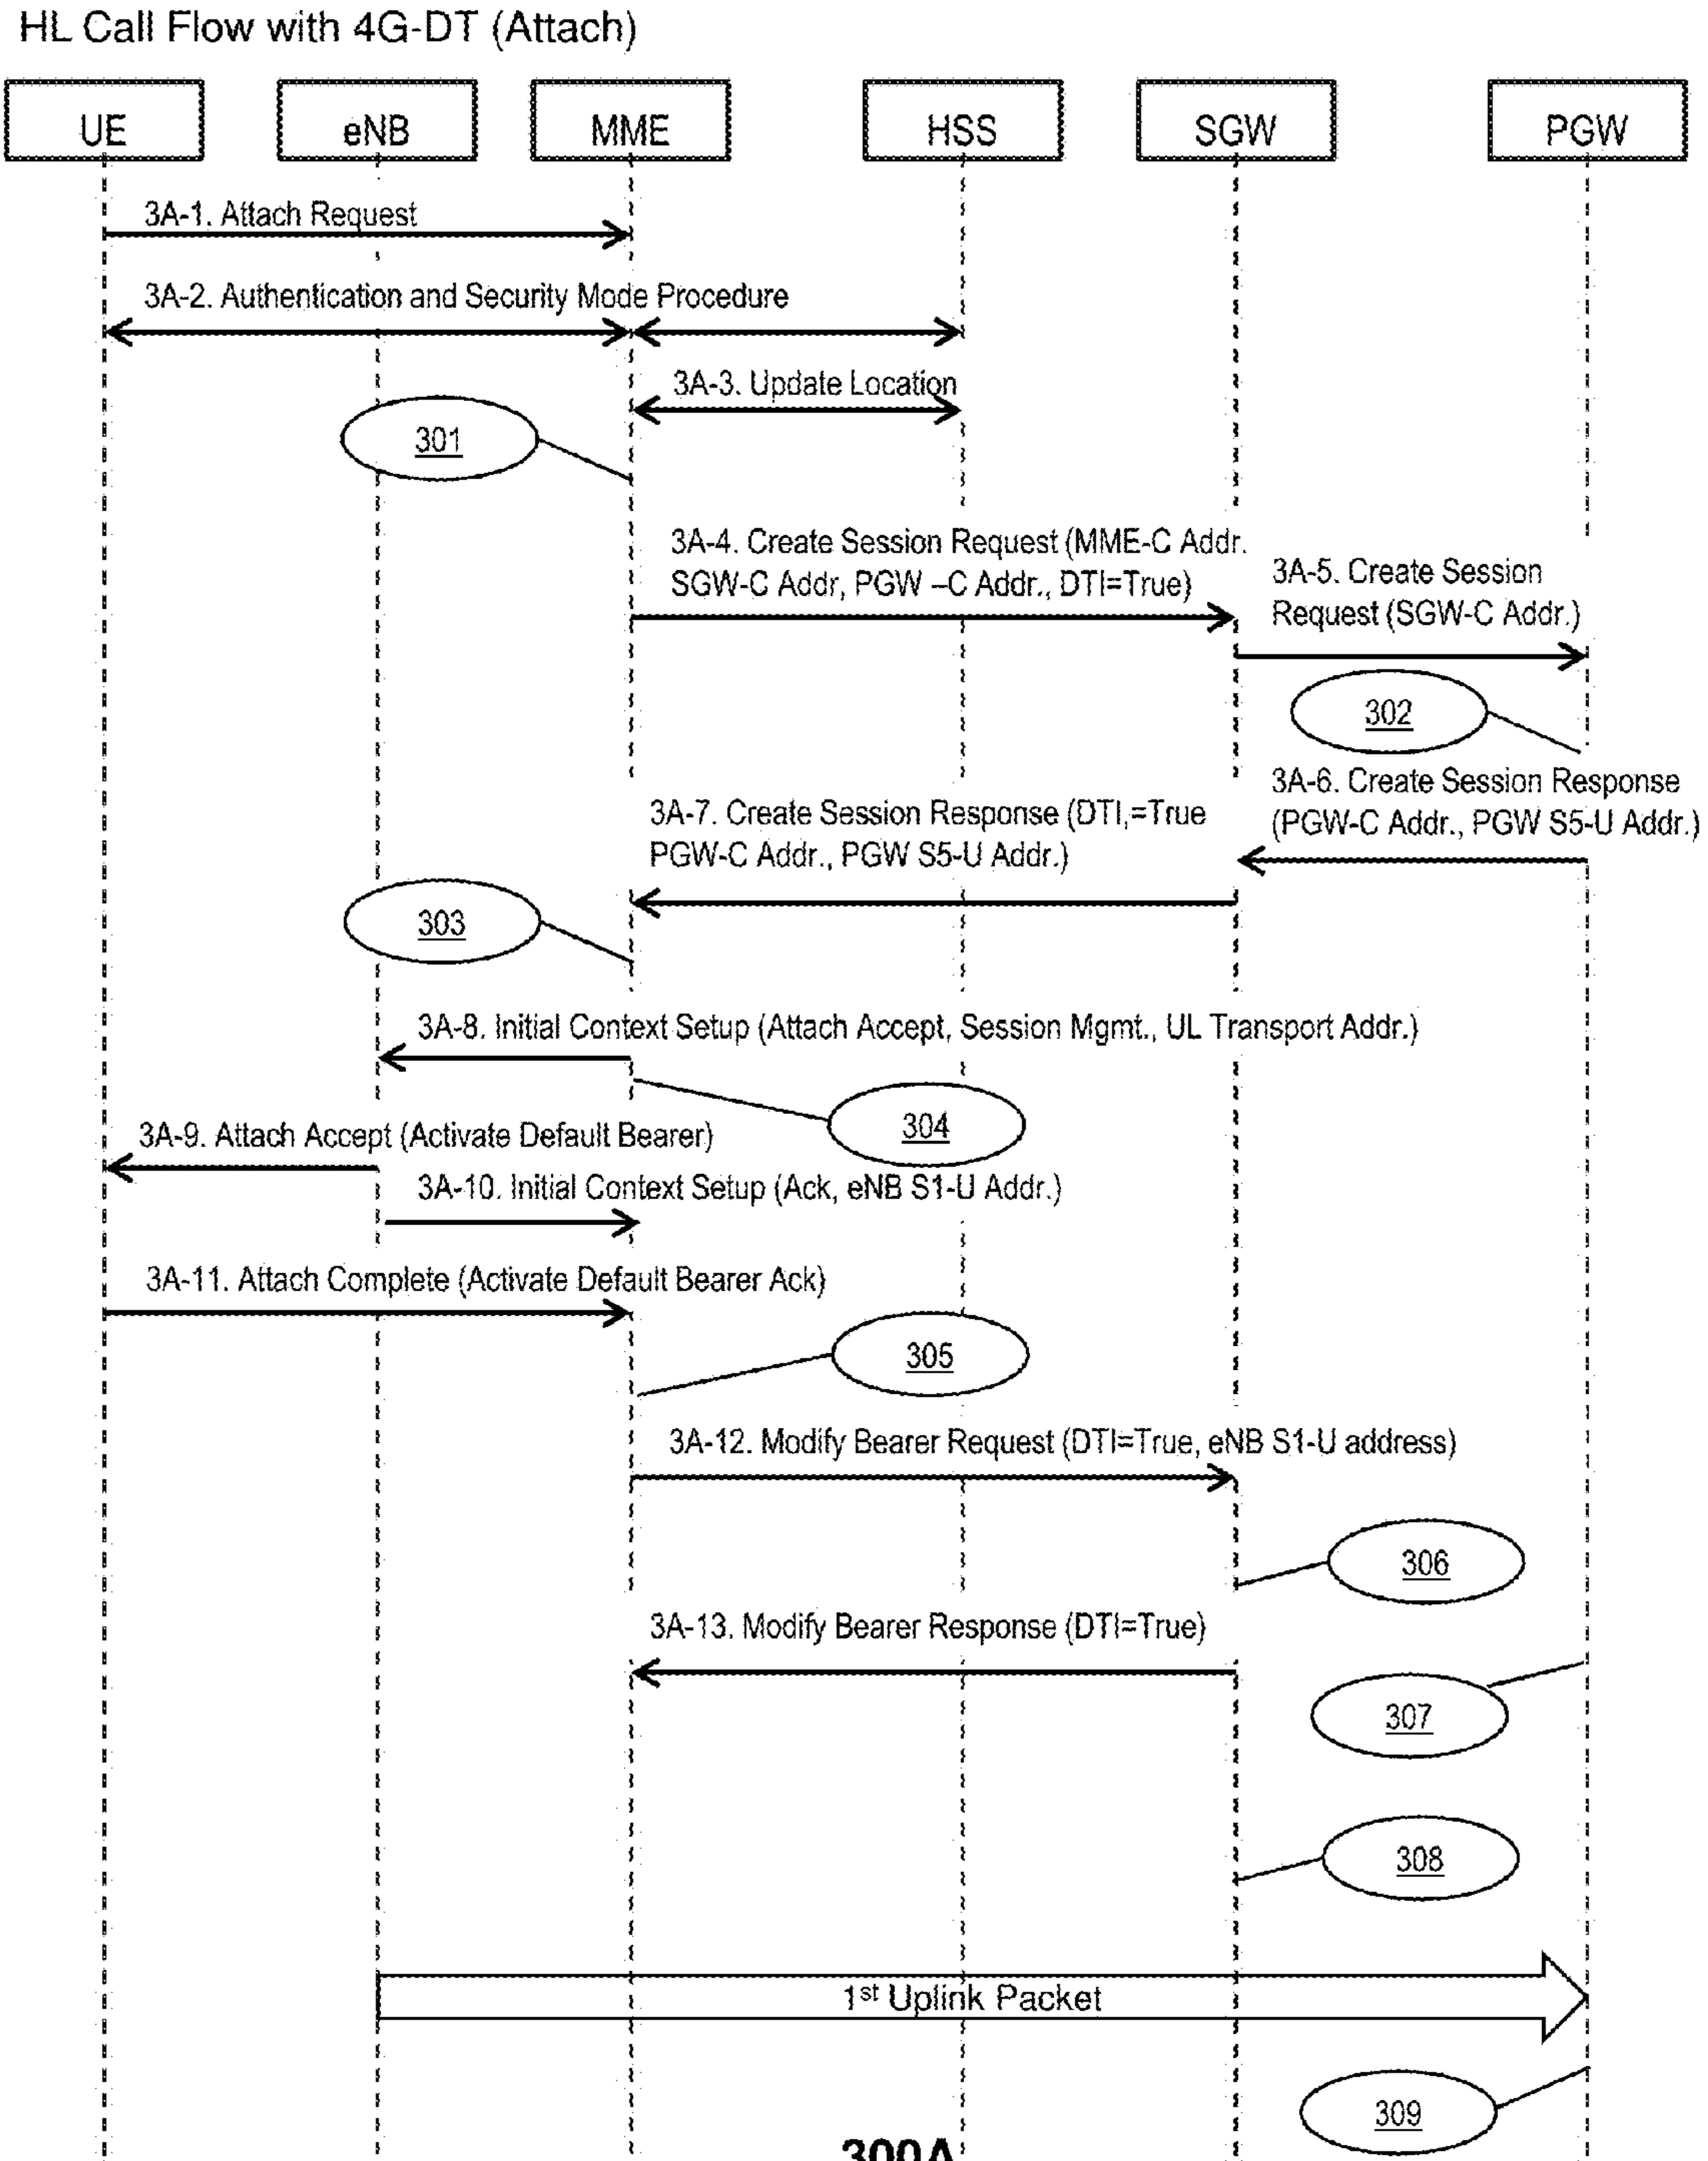 HL Call Flow with 4G-DT (Attach)
UE
eNB
MME
HSS
SGW
PGW
3A-1. Attach Request
3A-2. Authentication and Security Mode Procedure
3A-3. Update Location
301
3A-4. Create Session Request (MME-C Addr.
SGW-C Addr, PGW –C Addr., DTI=True)
3A-5. Create Session
Request (SGW-C Addr.)
302
3A-6. Create Session Response
(PGW-C Addr., PGW S5-U Addr.)
3A-7. Create Session Response (DTI,=True
PGW-C Addr., PGW S5-U Addr.)
303
3A-8. Initial Context Setup (Attach Accept, Session Mgmt., UL Transport Addr.)
304
3A-9. Attach Accept (Activate Default Bearer)
3A-10. Initial Context Setup (Ack, eNB S1-U Addr.)
3A-11. Attach Complete (Activate Default Bearer Ack)
305
3A-12. Modify Bearer Request (DTI=True, eNB S1-U address)
306
3A-13. Modify Bearer Response (DTI=True)
307
308
1st Uplink Packet
309
300A